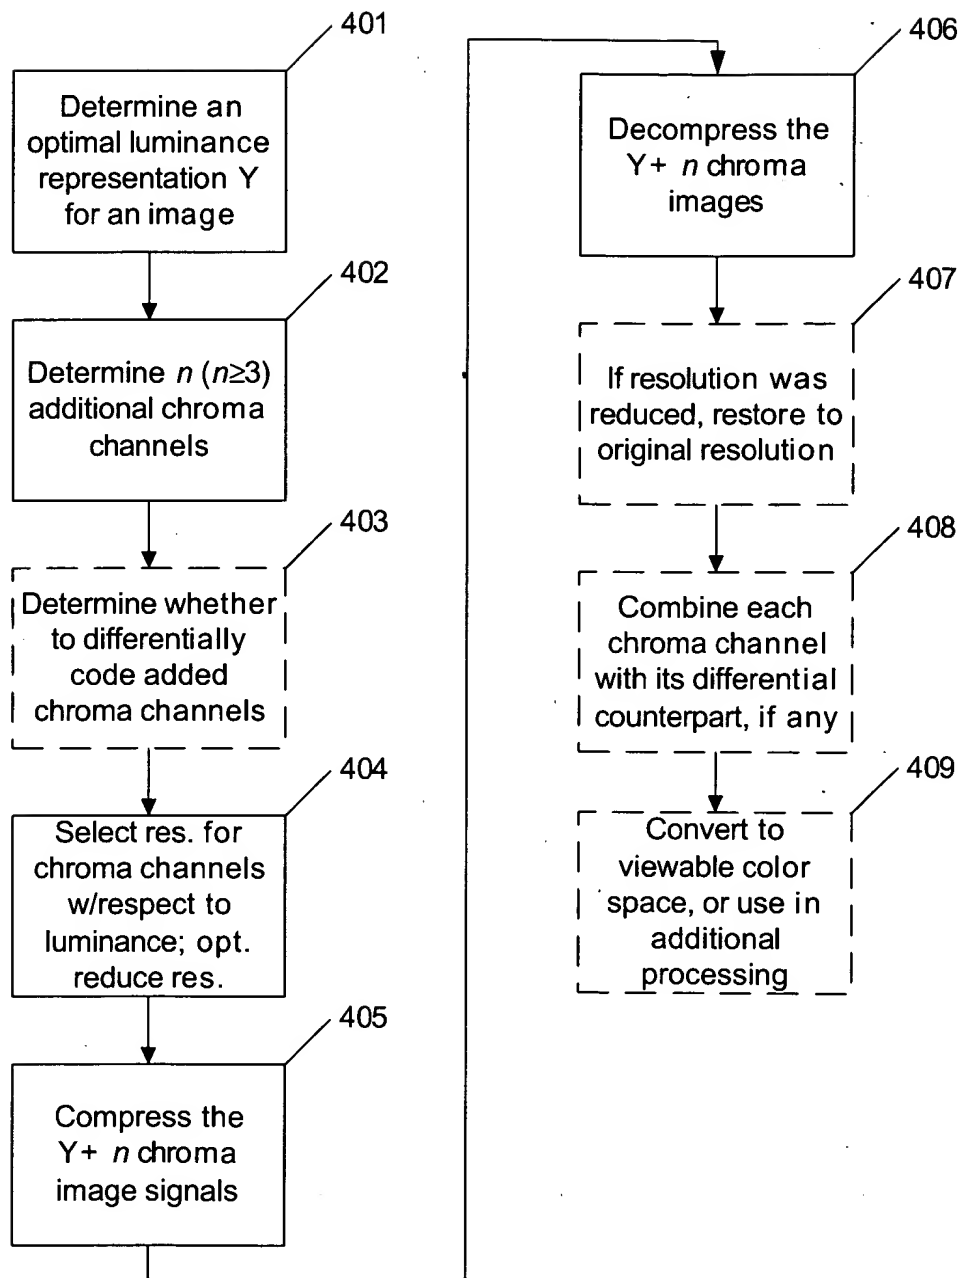 401
Determine an
optimal luminance
representation Y
for an image
402
Determine n (n≥3)
additional chroma
channels
403
Determine whether
to differentially
code added
chroma channels
404
Select res. for
chroma channels
w/respect to
luminance; opt.
reduce res.
405
Compress the
Y+ n chroma
image signals
406
Decompress the
Y+ n chroma
images
407
If resolution was
reduced, restore to
original resolution
408
Combine each
chroma channel
with its differential
counterpart, if any
409
Convert to
viewable color
space, or use in
additional
processing